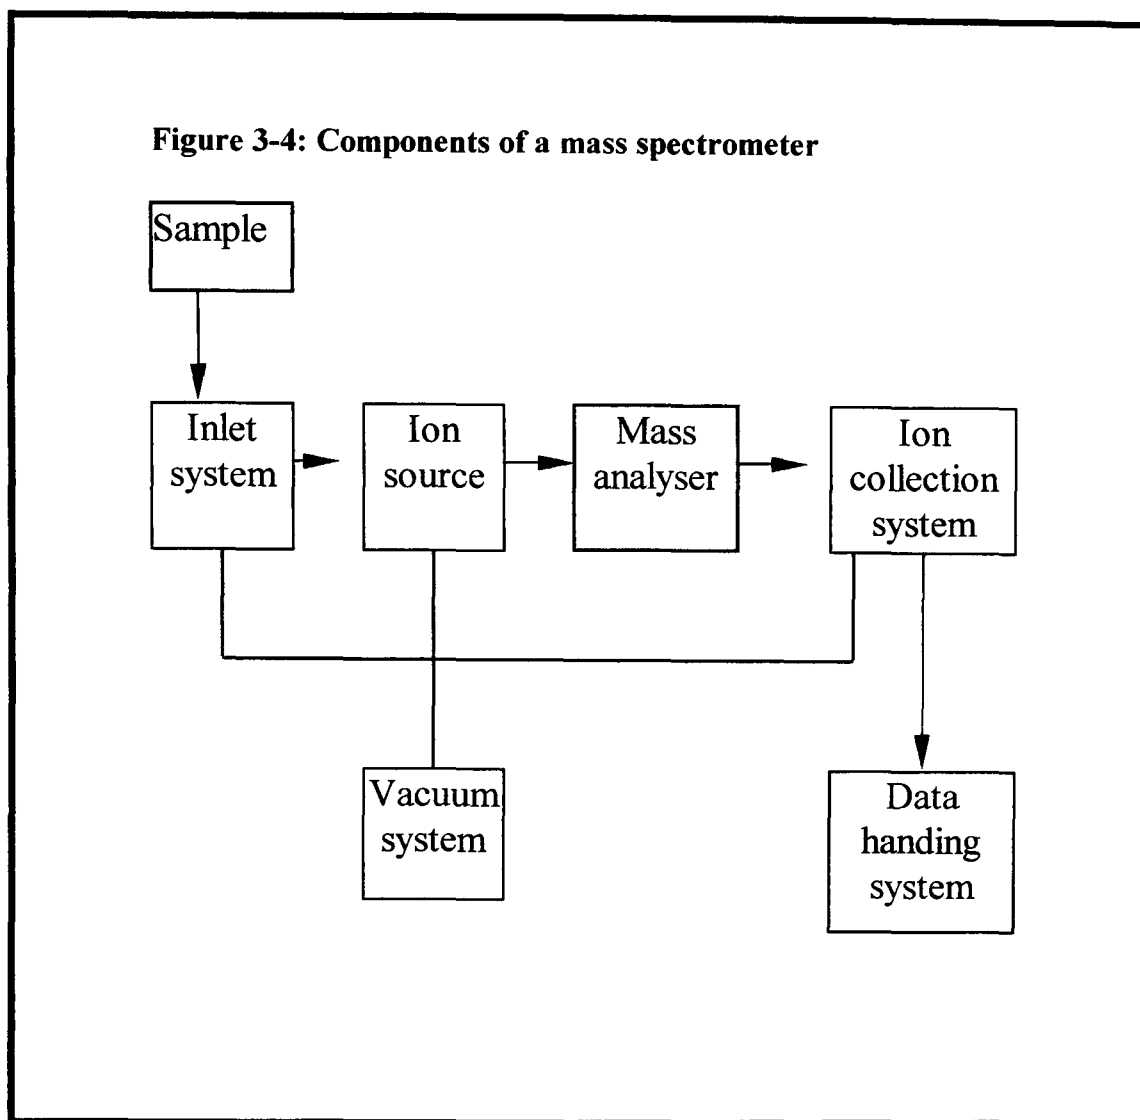 Figure 3-4: Components of a mass spectrometer
Sample
Inlet
system
Ion
source
Mass
analyser
Ion
collection
system
Vacuum
system
Data
handing
system